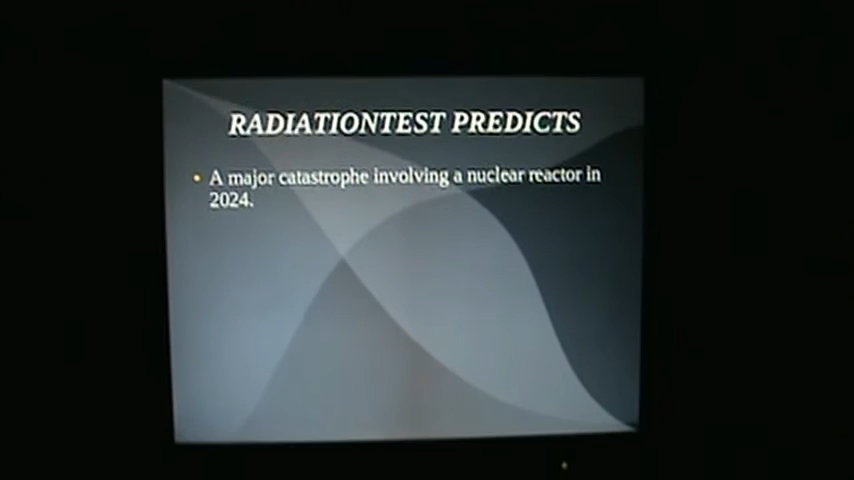 RADIATIONTEST PREDICTS
• A major catastrophe involving a nuclear reactor in
2024.